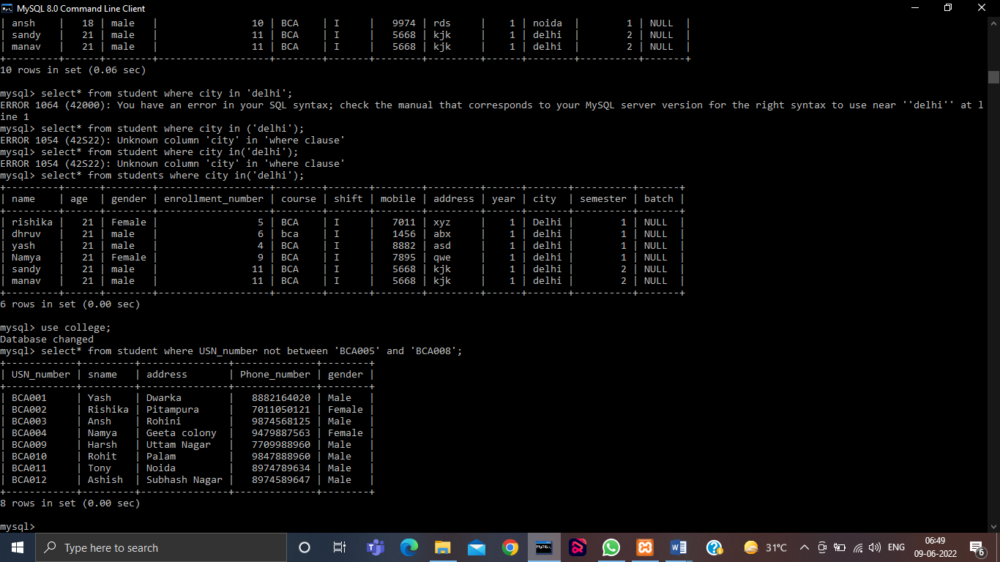 MySQL 8.0 Command Line Client
| ansh    |   18 | male   |                10 | BCA    | I     |   9974 | rds     |    1 | noida  |        1 | NULL  |
| sandy   |   21 | male   |                11 | BCA    | I     |   5668 | kjk     |    1 | delhi  |        2 | NULL  |
| manav   |   21 | male   |                11 | BCA    | I     |   5668 | kjk     |    1 | delhi  |        2 | NULL  |
+---------+------+--------+-------------------+--------+-------+--------+---------+------+--------+----------+-------+
10 rows in set (0.06 sec)
mysql> select* from student where city in 'delhi';
ERROR 1064 (42000): You have an error in your SQL syntax; check the manual that corresponds to your MySQL server version for the right syntax to use near ''delhi'' at l
ine 1
mysql> select* from student where city in ('delhi');
ERROR 1054 (42S22): Unknown column 'city' in 'where clause'
mysql> select* from student where city in('delhi');
ERROR 1054 (42S22): Unknown column 'city' in 'where clause'
mysql> select* from students where city in('delhi');
+---------+------+--------+-------------------+--------+-------+--------+---------+------+-------+----------+-------+
| name    | age  | gender | enrollment_number | course | shift | mobile | address | year | city  | semester | batch |
+---------+------+--------+-------------------+--------+-------+--------+---------+------+-------+----------+-------+
| rishika |   21 | Female |                 5 | BCA    | I     |   7011 | xyz     |    1 | Delhi |        1 | NULL  |
| dhruv   |   21 | male   |                 6 | bca    | I     |   1456 | abx     |    1 | delhi |        1 | NULL  |
| yash    |   21 | male   |                 4 | BCA    | I     |   8882 | asd     |    1 | delhi |        1 | NULL  |
| Namya   |   21 | Female |                 9 | BCA    | I     |   7895 | qwe     |    1 | delhi |        1 | NULL  |
| sandy   |   21 | male   |                11 | BCA    | I     |   5668 | kjk     |    1 | delhi |        2 | NULL  |
| manav   |   21 | male   |                11 | BCA    | I     |   5668 | kjk     |    1 | delhi |        2 | NULL  |
+---------+------+--------+-------------------+--------+-------+--------+---------+------+-------+----------+-------+
6 rows in set (0.00 sec)
mysql> use college;
Database changed
mysql> select* from student where USN_number not between 'BCA005' and 'BCA008';
+------------+---------+---------------+--------------+--------+
| USN_number | sname   | address       | Phone_number | gender |
+------------+---------+---------------+--------------+--------+
| BCA001     | Yash    | Dwarka        |   8882164020 | Male   |
| BCA002     | Rishika | Pitampura     |   7011050121 | Female |
| BCA003     | Ansh    | Rohini        |   9874568125 | Male   |
| BCA004     | Namya   | Geeta colony  |   9479887563 | Female |
| BCA009     | Harsh   | Uttam Nagar   |   7709988960 | Male   |
| BCA010     | Rohit   | Palam         |   9847888960 | Male   |
| BCA011     | Tony    | Noida         |   8974789634 | Male   |
| BCA012     | Ashish  | Subhash Nagar |   8974589647 | Male   |
+------------+---------+---------------+--------------+--------+
8 rows in set (0.00 sec)
mysql>
Type here to search
31°C
ENG
06:49
09-06-2022
6